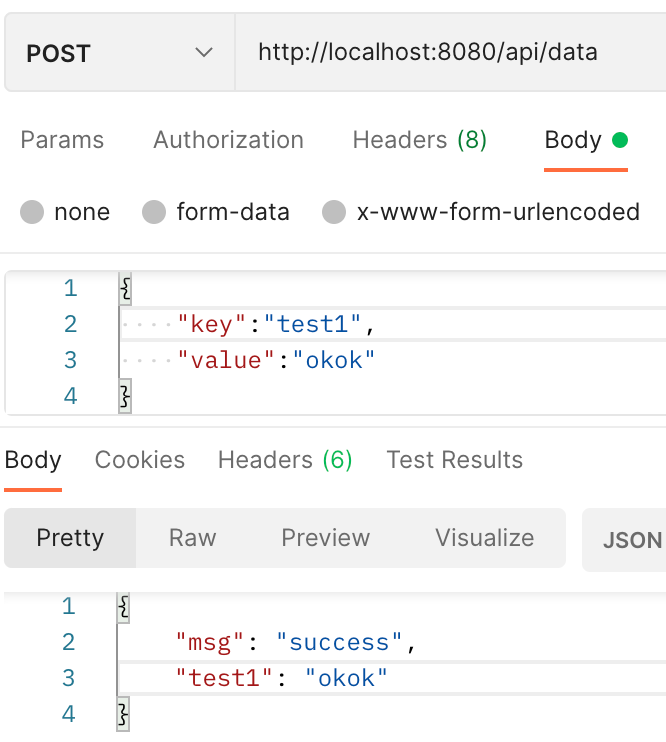 POST http://localhost:8080/api/data
Params Authorization Headers (8) Body
none form-data x-www-form-urlencoded
1 {
2 "key":"test1",
3 "value":"okok"
4 }
Body Cookies Headers (6) Test Results
Pretty Raw Preview Visualize JSON
1 {
2 "msg": "success",
3 "test1": "okok"
4 }